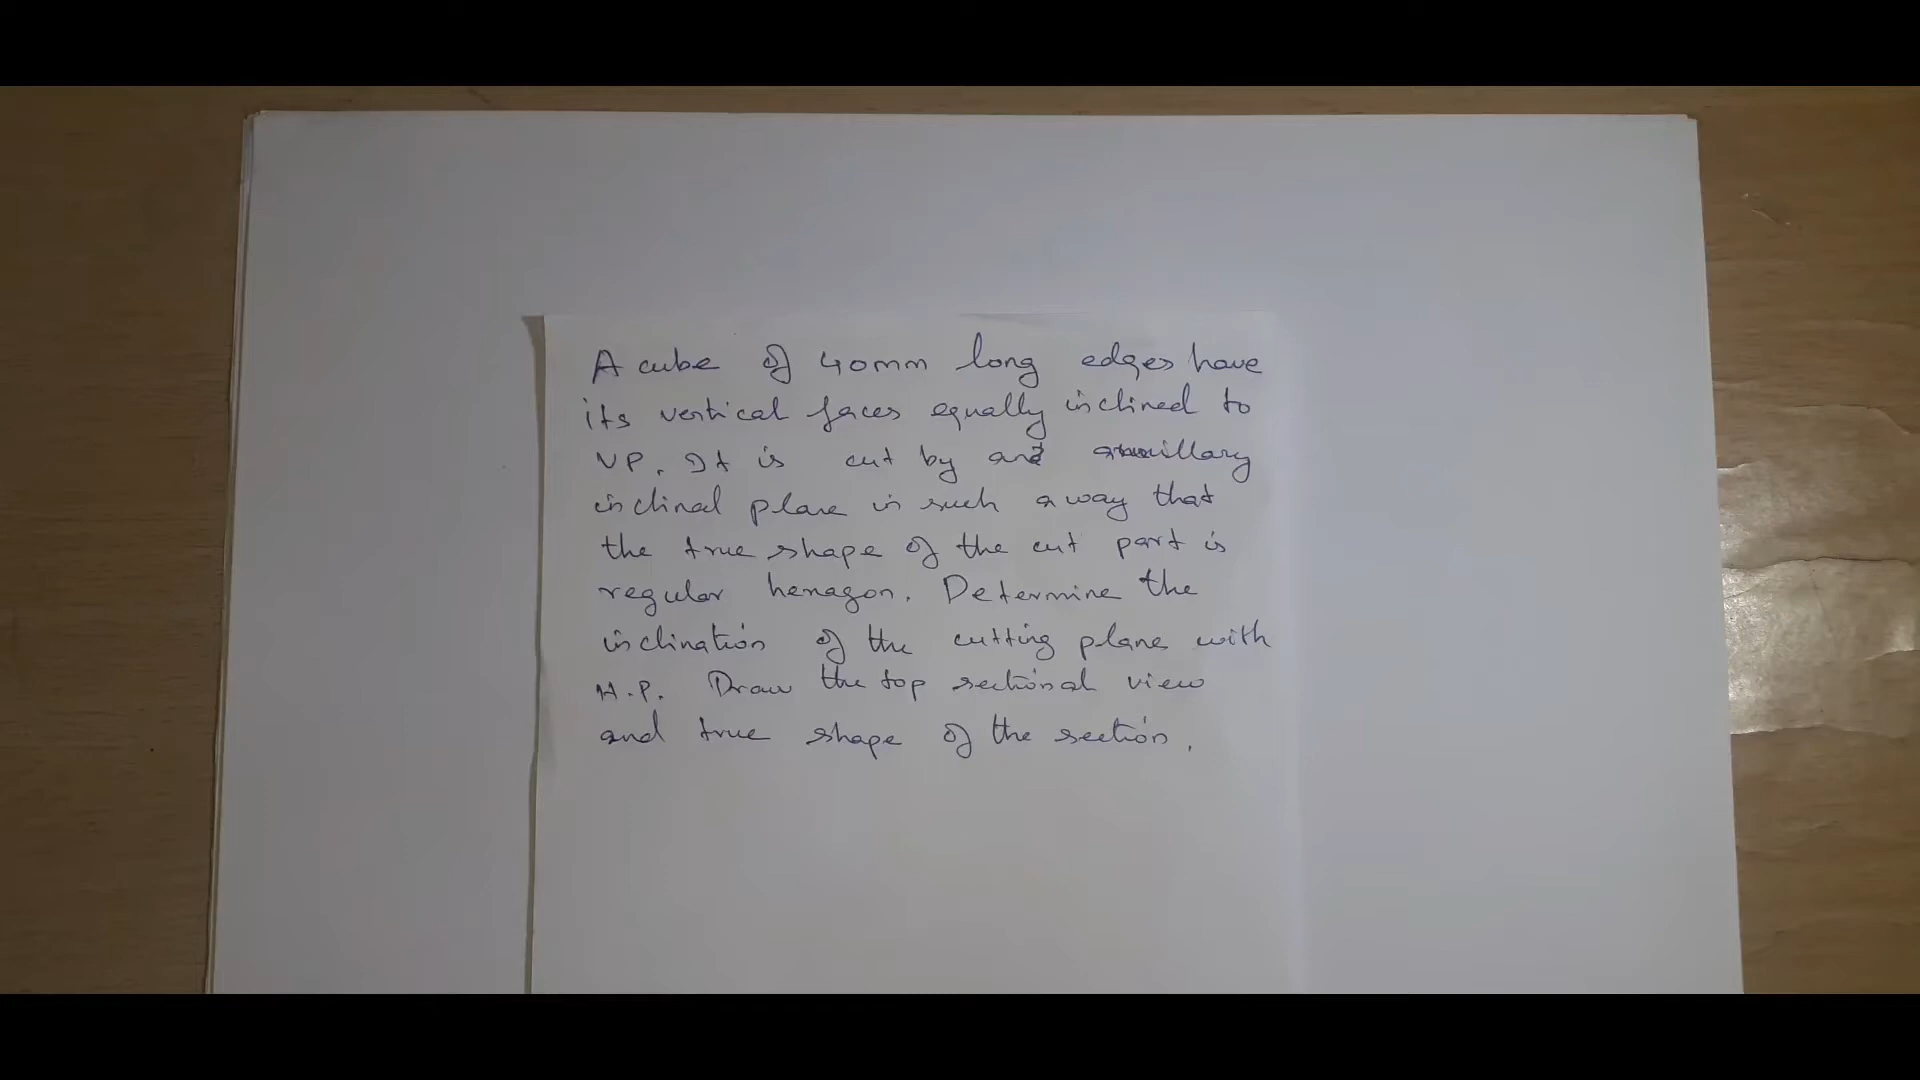 A cube of 40mm long edges have
its vertical faces equally inclined to
VP. It is cut by an auxillary
inclined plane in such a way that
the true shape of the cut part is
regular hexagon. Determine the
inclination of the cutting plane with
H.P. Draw the top sectional view
and true shape of the section.